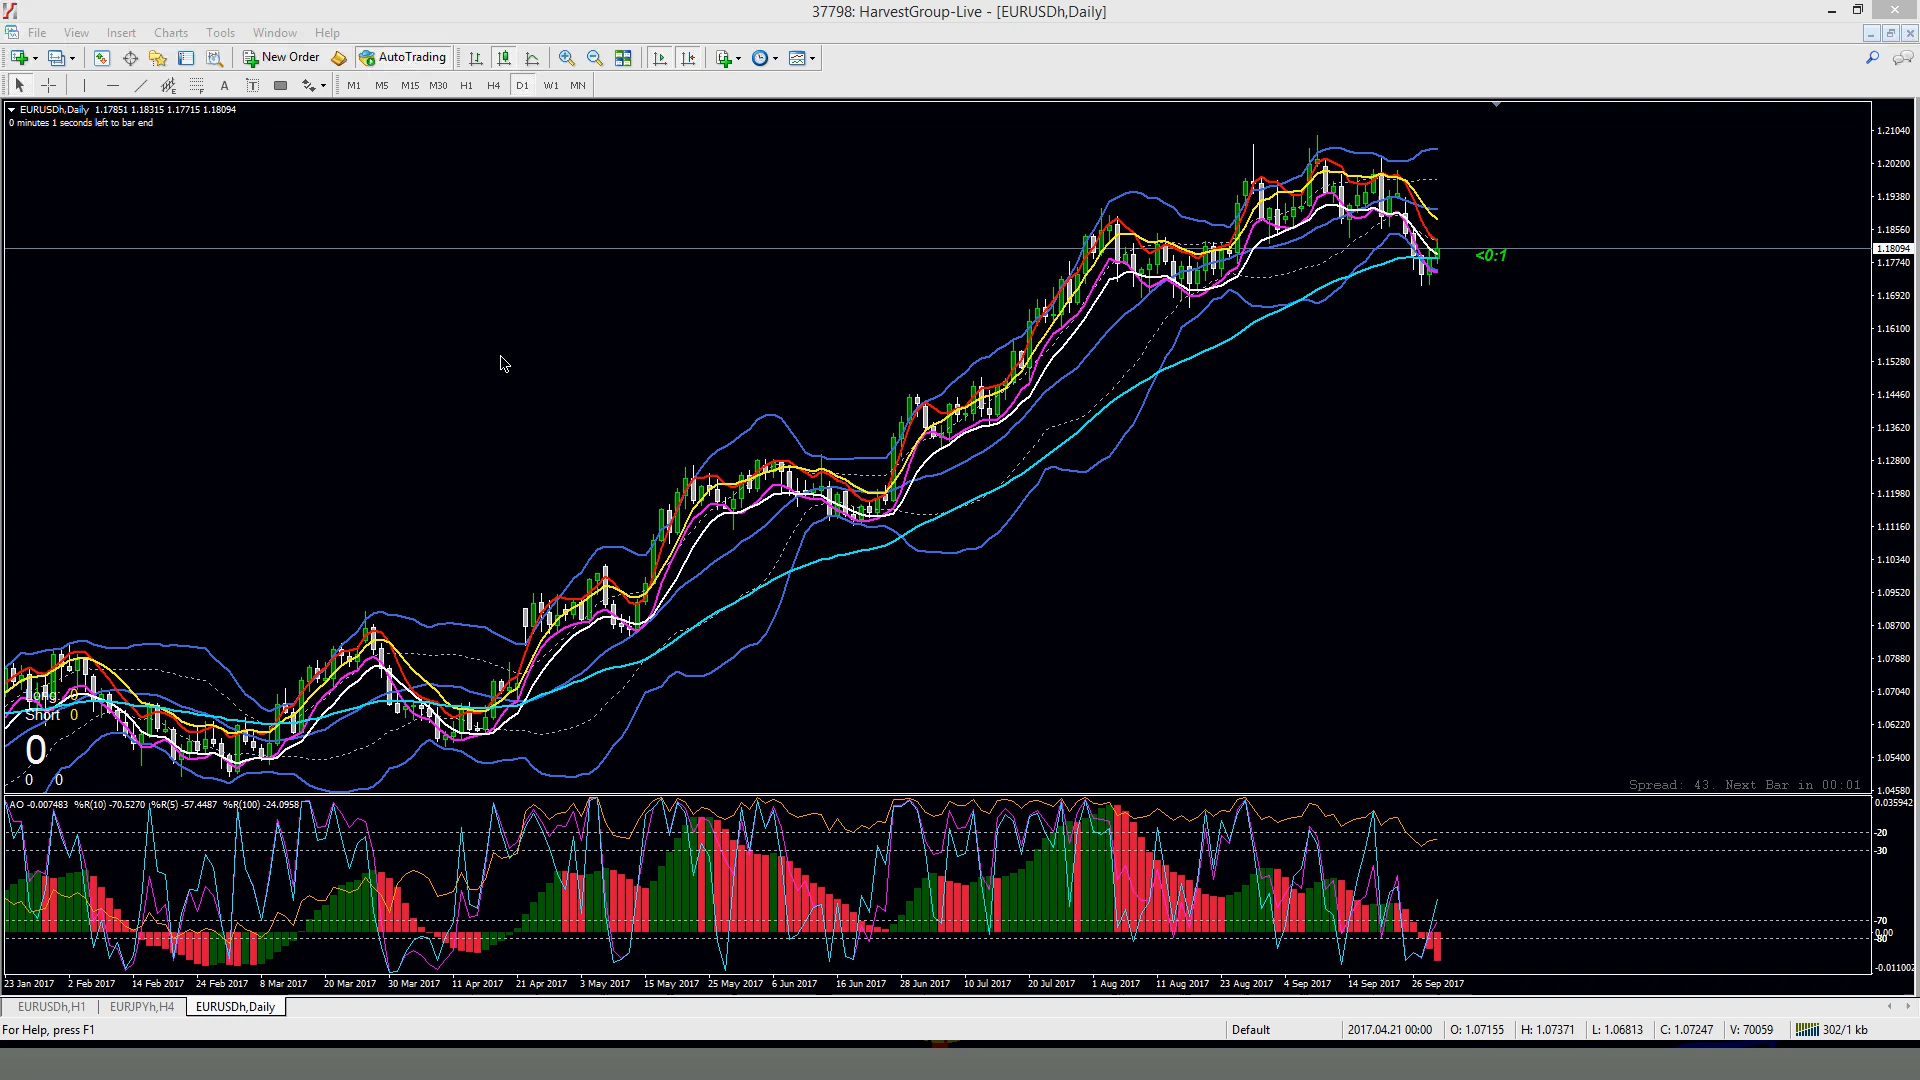 37798: HarvestGroup-Live - [EURUSDh,Daily]
File View Insert Charts Tools Window Help
New Order AutoTrading
M1 M5 M15 M30 H1 H4 D1 W1 MN
EURUSDh,Daily 1.17851 1.18315 1.17715 1.18094
0 minutes 1 seconds left to bar end
1.21040
1.20200
1.19380
1.18560
1.18094
<0:1
1.17740
1.16920
1.16100
1.15280
1.14460
1.13620
1.12800
1.11980
1.11160
1.10340
1.09520
1.08700
1.07880
1.07040
1.06220
1.05400
1.04580
Long: 0
Short 0
0
0 0
Spread: 43. Next Bar in 00:01
AO -0.007483 %R(10) -70.5270 %R(5) -57.4487 %R(100) -24.0958
0.035942
-20
-30
-70
0.00
-80
-0.011002
23 Jan 2017 2 Feb 2017 14 Feb 2017 24 Feb 2017 8 Mar 2017 20 Mar 2017 30 Mar 2017 11 Apr 2017 21 Apr 2017 3 May 2017 15 May 2017 25 May 2017 6 Jun 2017 16 Jun 2017 28 Jun 2017 10 Jul 2017 20 Jul 2017 1 Aug 2017 11 Aug 2017 23 Aug 2017 4 Sep 2017 14 Sep 2017 26 Sep 2017
EURUSDh,H1 EURJPYh,H4 EURUSDh,Daily
For Help, press F1 Default 2017.04.21 00:00 O: 1.07155 H: 1.07371 L: 1.06813 C: 1.07247 V: 70059 302/1 kb